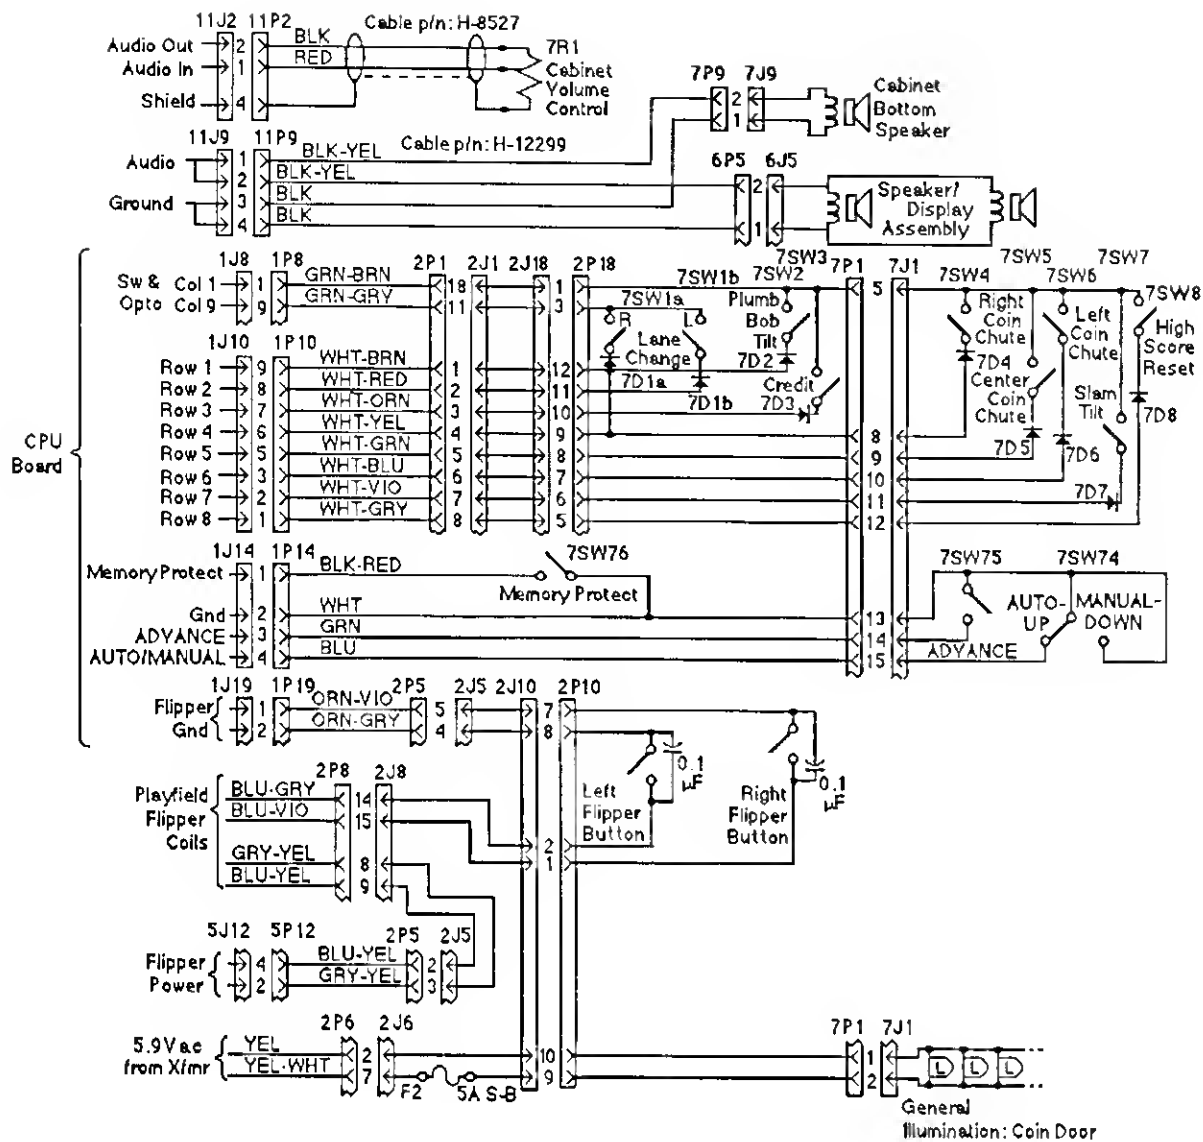 11J2 11P2 Cable p/n: H-8527
Audio Out 2 BLK 7R1
Audio In 1 RED Cabinet
Volume
Shield 4 Control
7P9 7J9 Cabinet
2 Bottom
1 Speaker
11J9 11P9 Cable p/n: H-12299
Audio 1 BLK-YEL
2 BLK-YEL 6P5 6J5
Ground 3 BLK 2 Speaker/
Display
4 BLK 1 Assembly
CPU
Board
1J8 1P8 2P1 2J1 2J18 2P18 7SW1b 7SW2 7SW3 7P1 7J1 7SW4 7SW5 7SW6 7SW7
Sw & Col 1 1 GRN-BRN 18 1 5
Opto Col 9 9 GRN-GRY 11 3
7SW1a Plumb
Bob
Tilt
R L
Lane
Change
7D2
7D1a
7D1b
Credit
7D3
Right
Coin
Chute
Left
Coin
Chute
7SW8
High
Score
Reset
7D4
Center
Coin
Chute
Slam
Tilt
7D8
7D5 7D6
7D7
1J10 1P10
Row 1 9 WHT-BRN 1 12
Row 2 8 WHT-RED 2 11
Row 3 7 WHT-ORN 3 10
Row 4 6 WHT-YEL 4 9 8
Row 5 5 WHT-GRN 5 8 9
Row 6 3 WHT-BLU 6 7 10
Row 7 2 WHT-VIO 7 6 11
Row 8 1 WHT-GRY 8 5 12
1J14 1P14 7SW76 7SW75 7SW74
Memory Protect 1 BLK-RED
Memory Protect
Gnd 2 WHT 13
ADVANCE 3 GRN 14
AUTO/MANUAL 4 BLU 15 ADVANCE
AUTO-
UP
MANUAL-
DOWN
1J19 1P19 2P5 2J5 2J10 2P10
Flipper 1 ORN-VIO 5 7
Gnd 2 ORN-GRY 4 8
0.1
µF
0.1
µF
Left
Flipper
Button
Right
Flipper
Button
2P8 2J8
Playfield
Flipper
Coils
BLU-GRY 14 2
BLU-VIO 15 1
GRY-YEL 8
BLU-YEL 9
5J12 5P12 2P5 2J5
Flipper 4 BLU-YEL 2
Power 2 GRY-YEL 3
2P6 2J6 7P1 7J1
5.9Vac YEL 2 10 1 L L L
from X/mr YEL-WHT 7 F2 5A S-B 9 2
General
Illumination: Coin Door